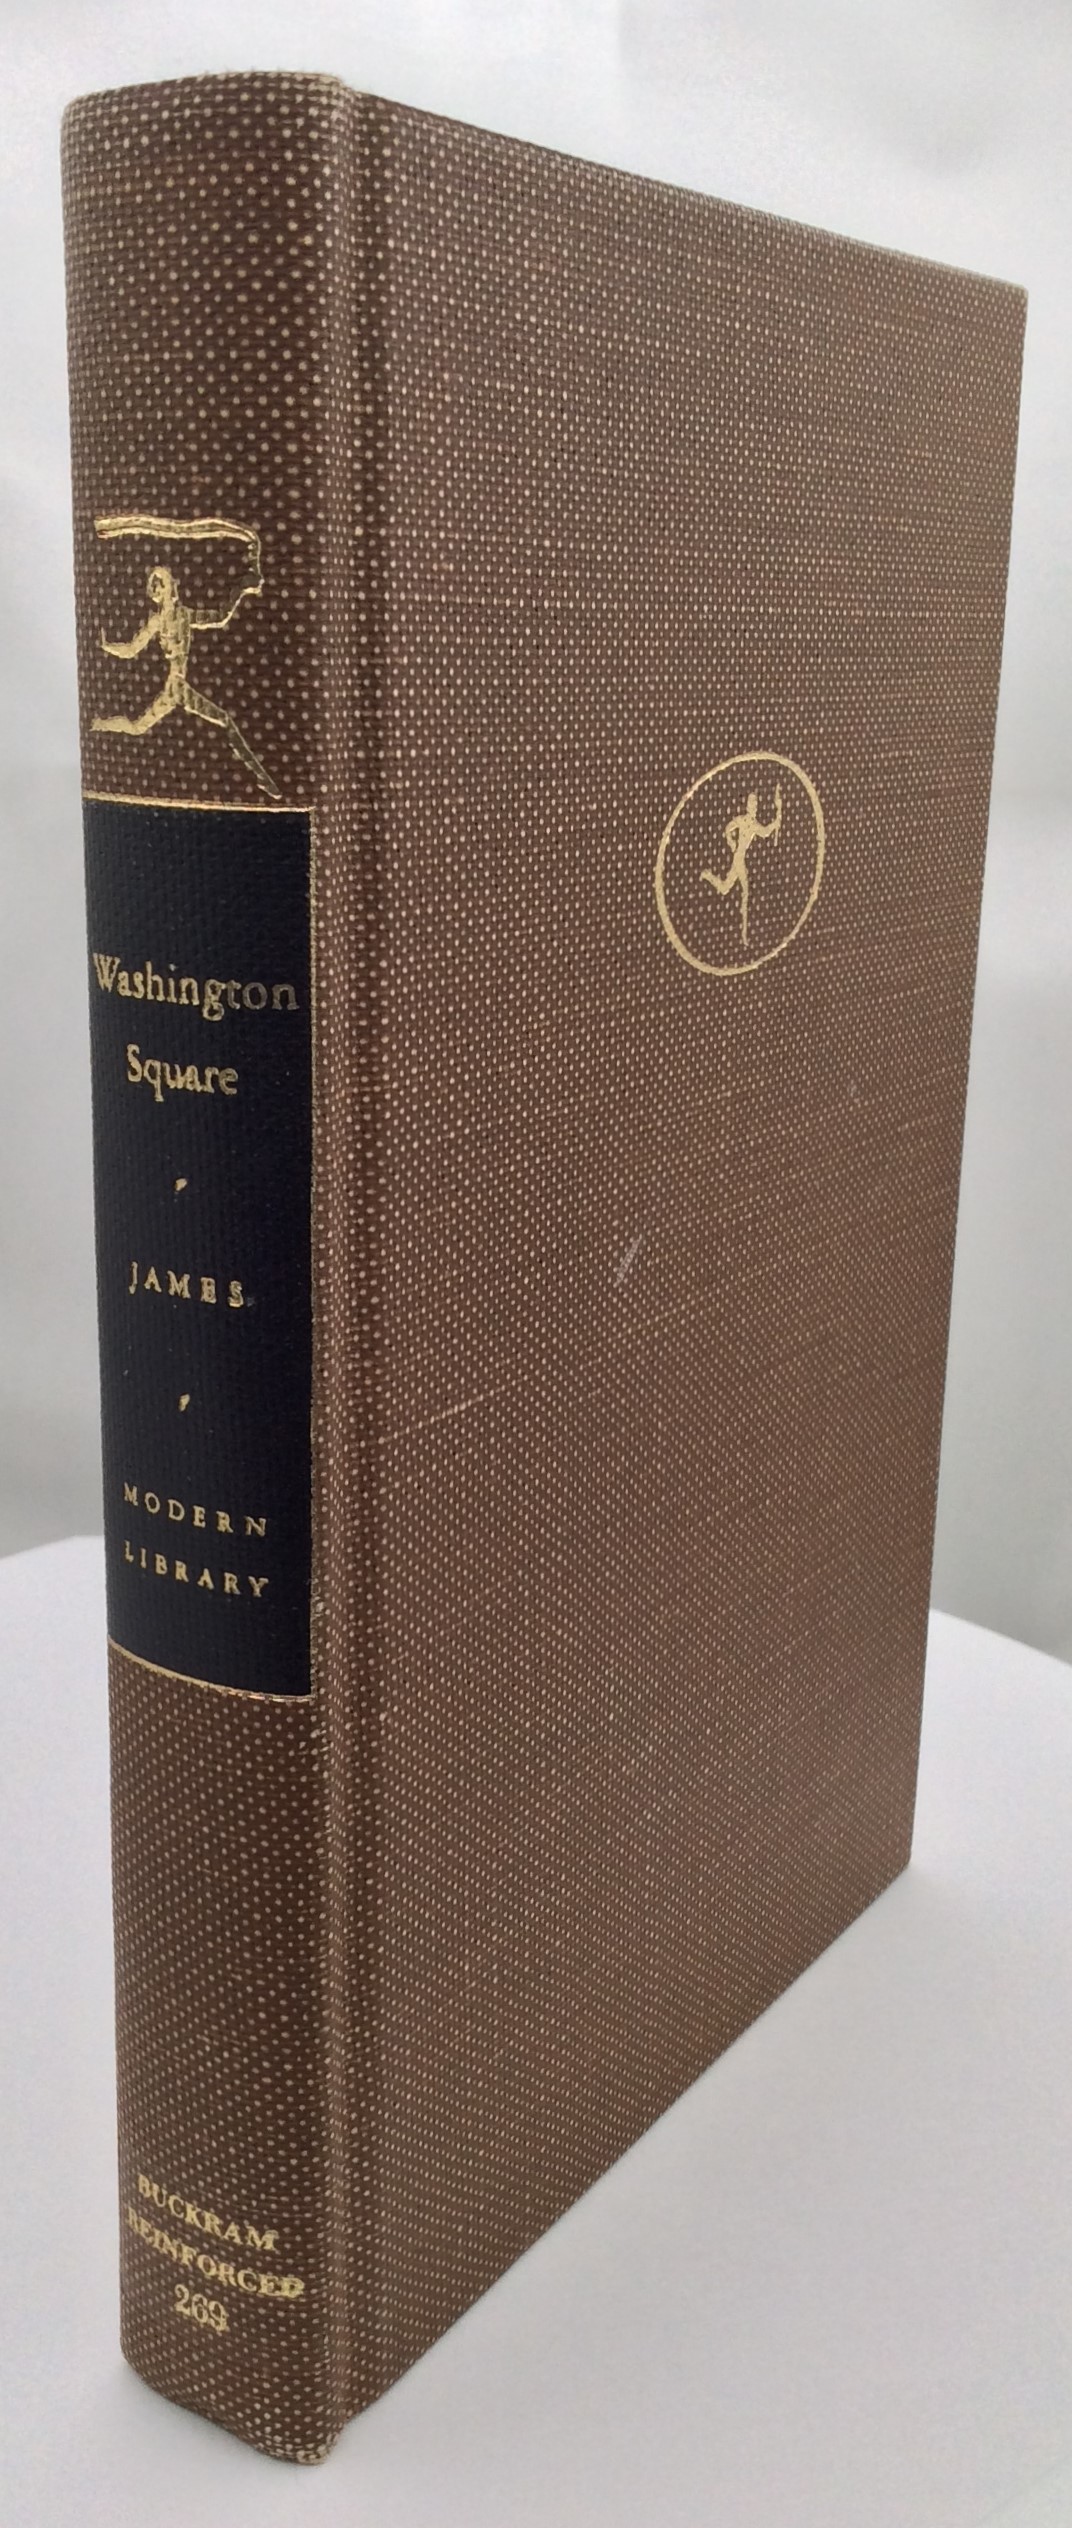 Washington
Square
JAMES
MODERN
LIBRARY
BUCKRAM
REINFORCED
269